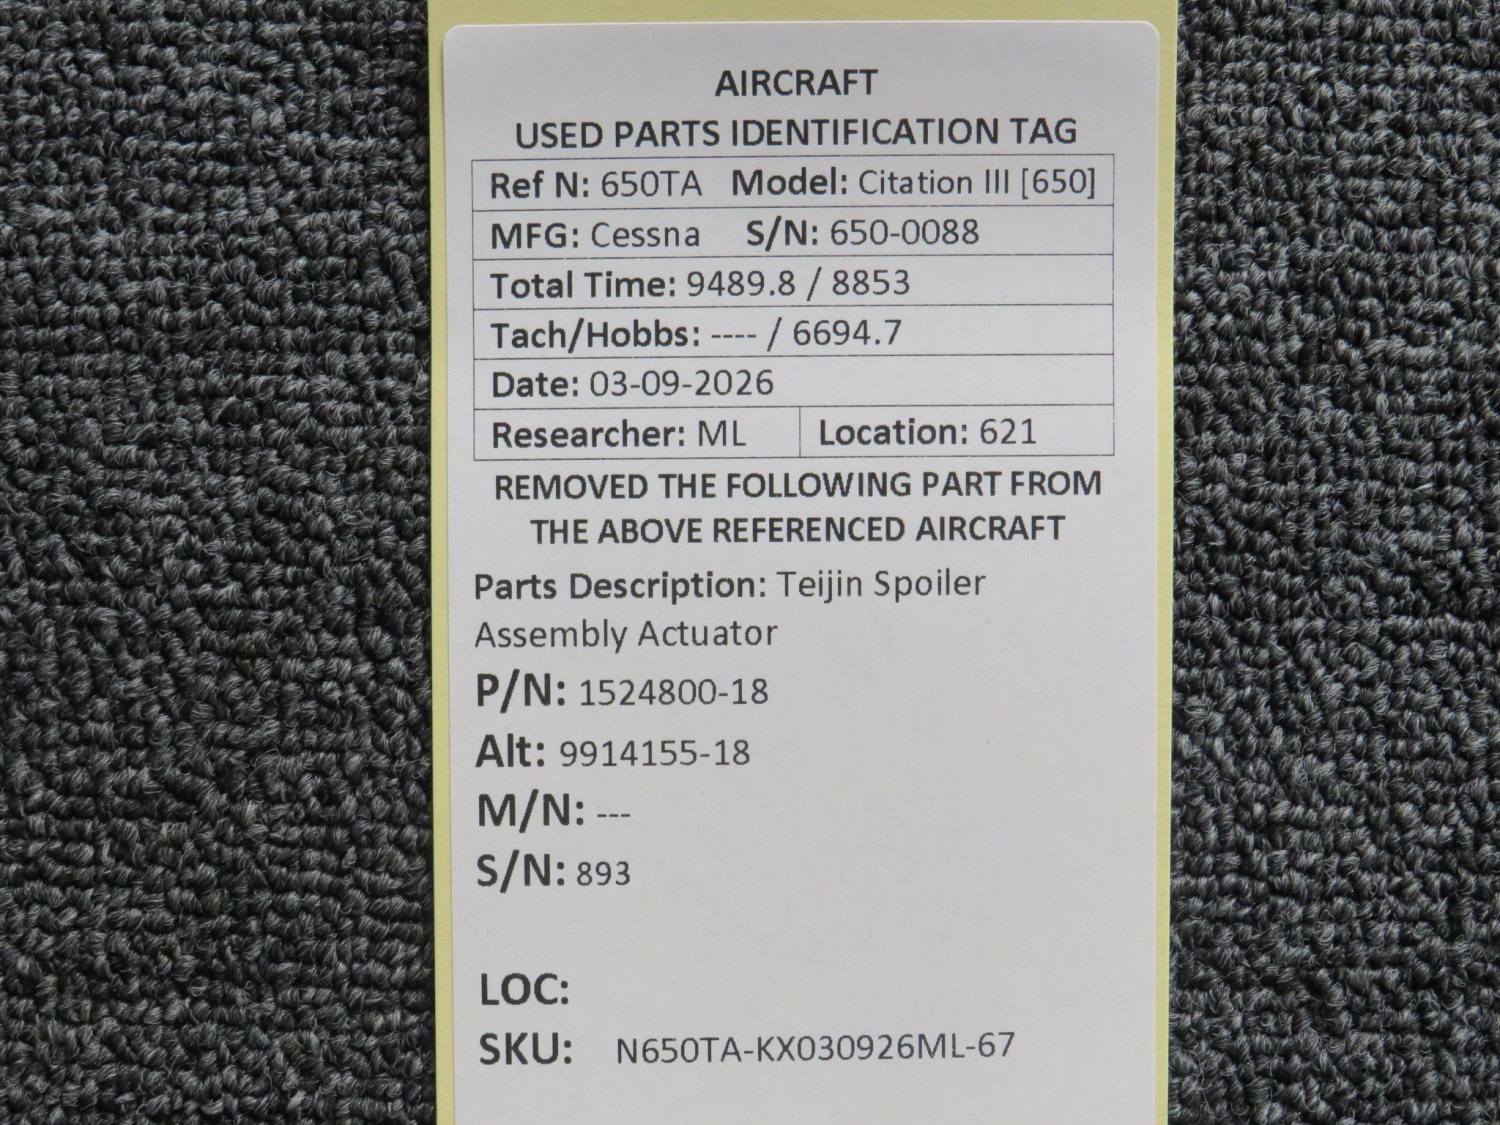 AIRCRAFT
USED PARTS IDENTIFICATION TAG
Ref N: 650TA Model: Citation III [650]
MFG: Cessna S/N: 650-0088
Total Time: 9489.8 / 8853
Tach/Hobbs: ---- / 6694.7
Date: 03-09-2026
Researcher: ML Location: 621
REMOVED THE FOLLOWING PART FROM
THE ABOVE REFERENCED AIRCRAFT
Parts Description: Teijin Spoiler
Assembly Actuator
P/N: 1524800-18
Alt: 9914155-18
M/N: ---
S/N: 893
LOC:
SKU: N650TA-KX030926ML-67